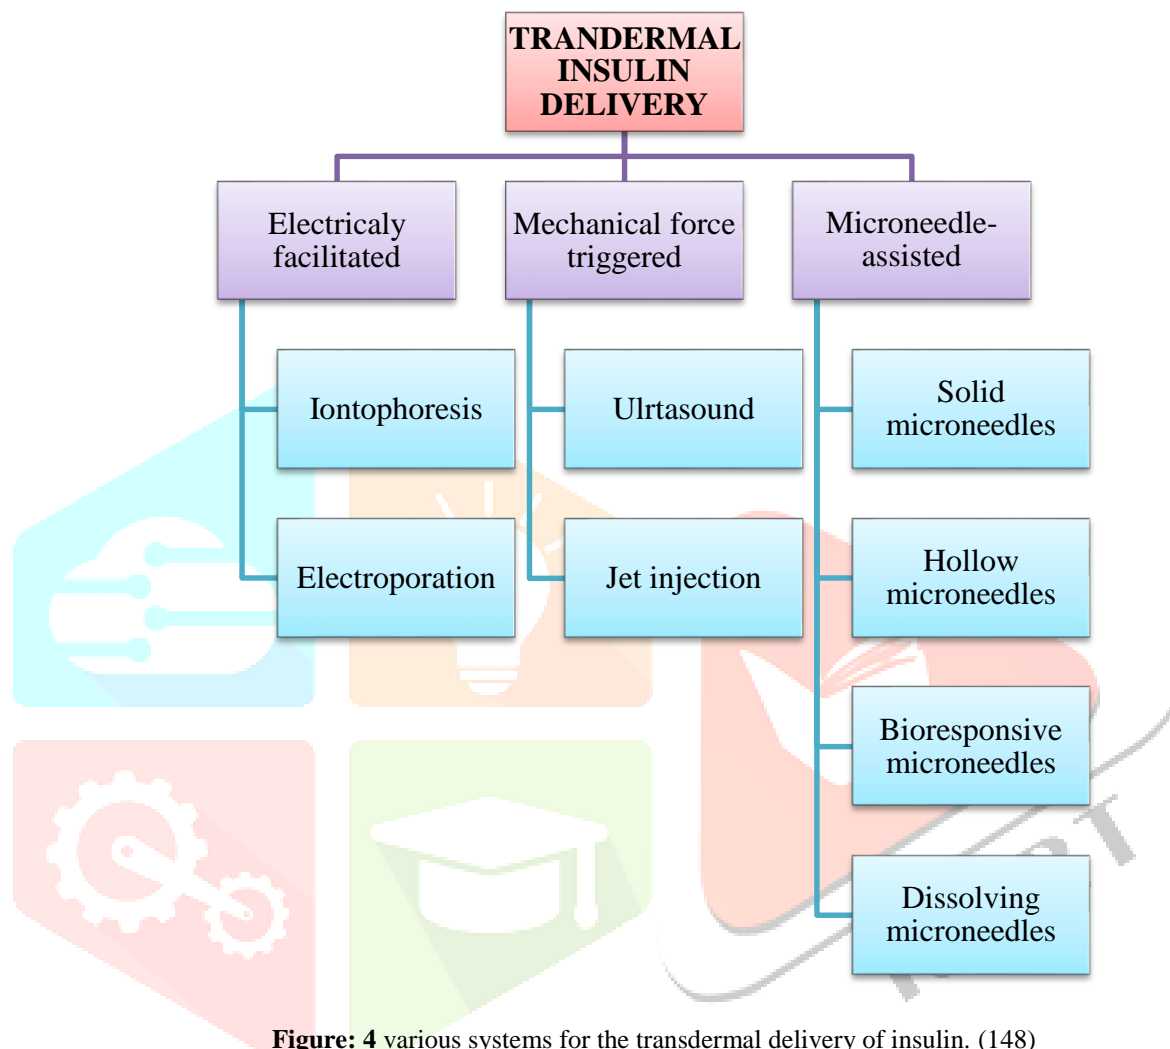 TRANDERMAL
INSULIN
DELIVERY
Electricaly
facilitated
Mechanical force
triggered
Microneedle-
assisted
Iontophoresis
Ulrtasound
Solid
microneedles
Electroporation
Jet injection
Hollow
microneedles
Bioresponsive
microneedles
Dissolving
microneedles
Figure: 4 various systems for the transdermal delivery of insulin. (148)